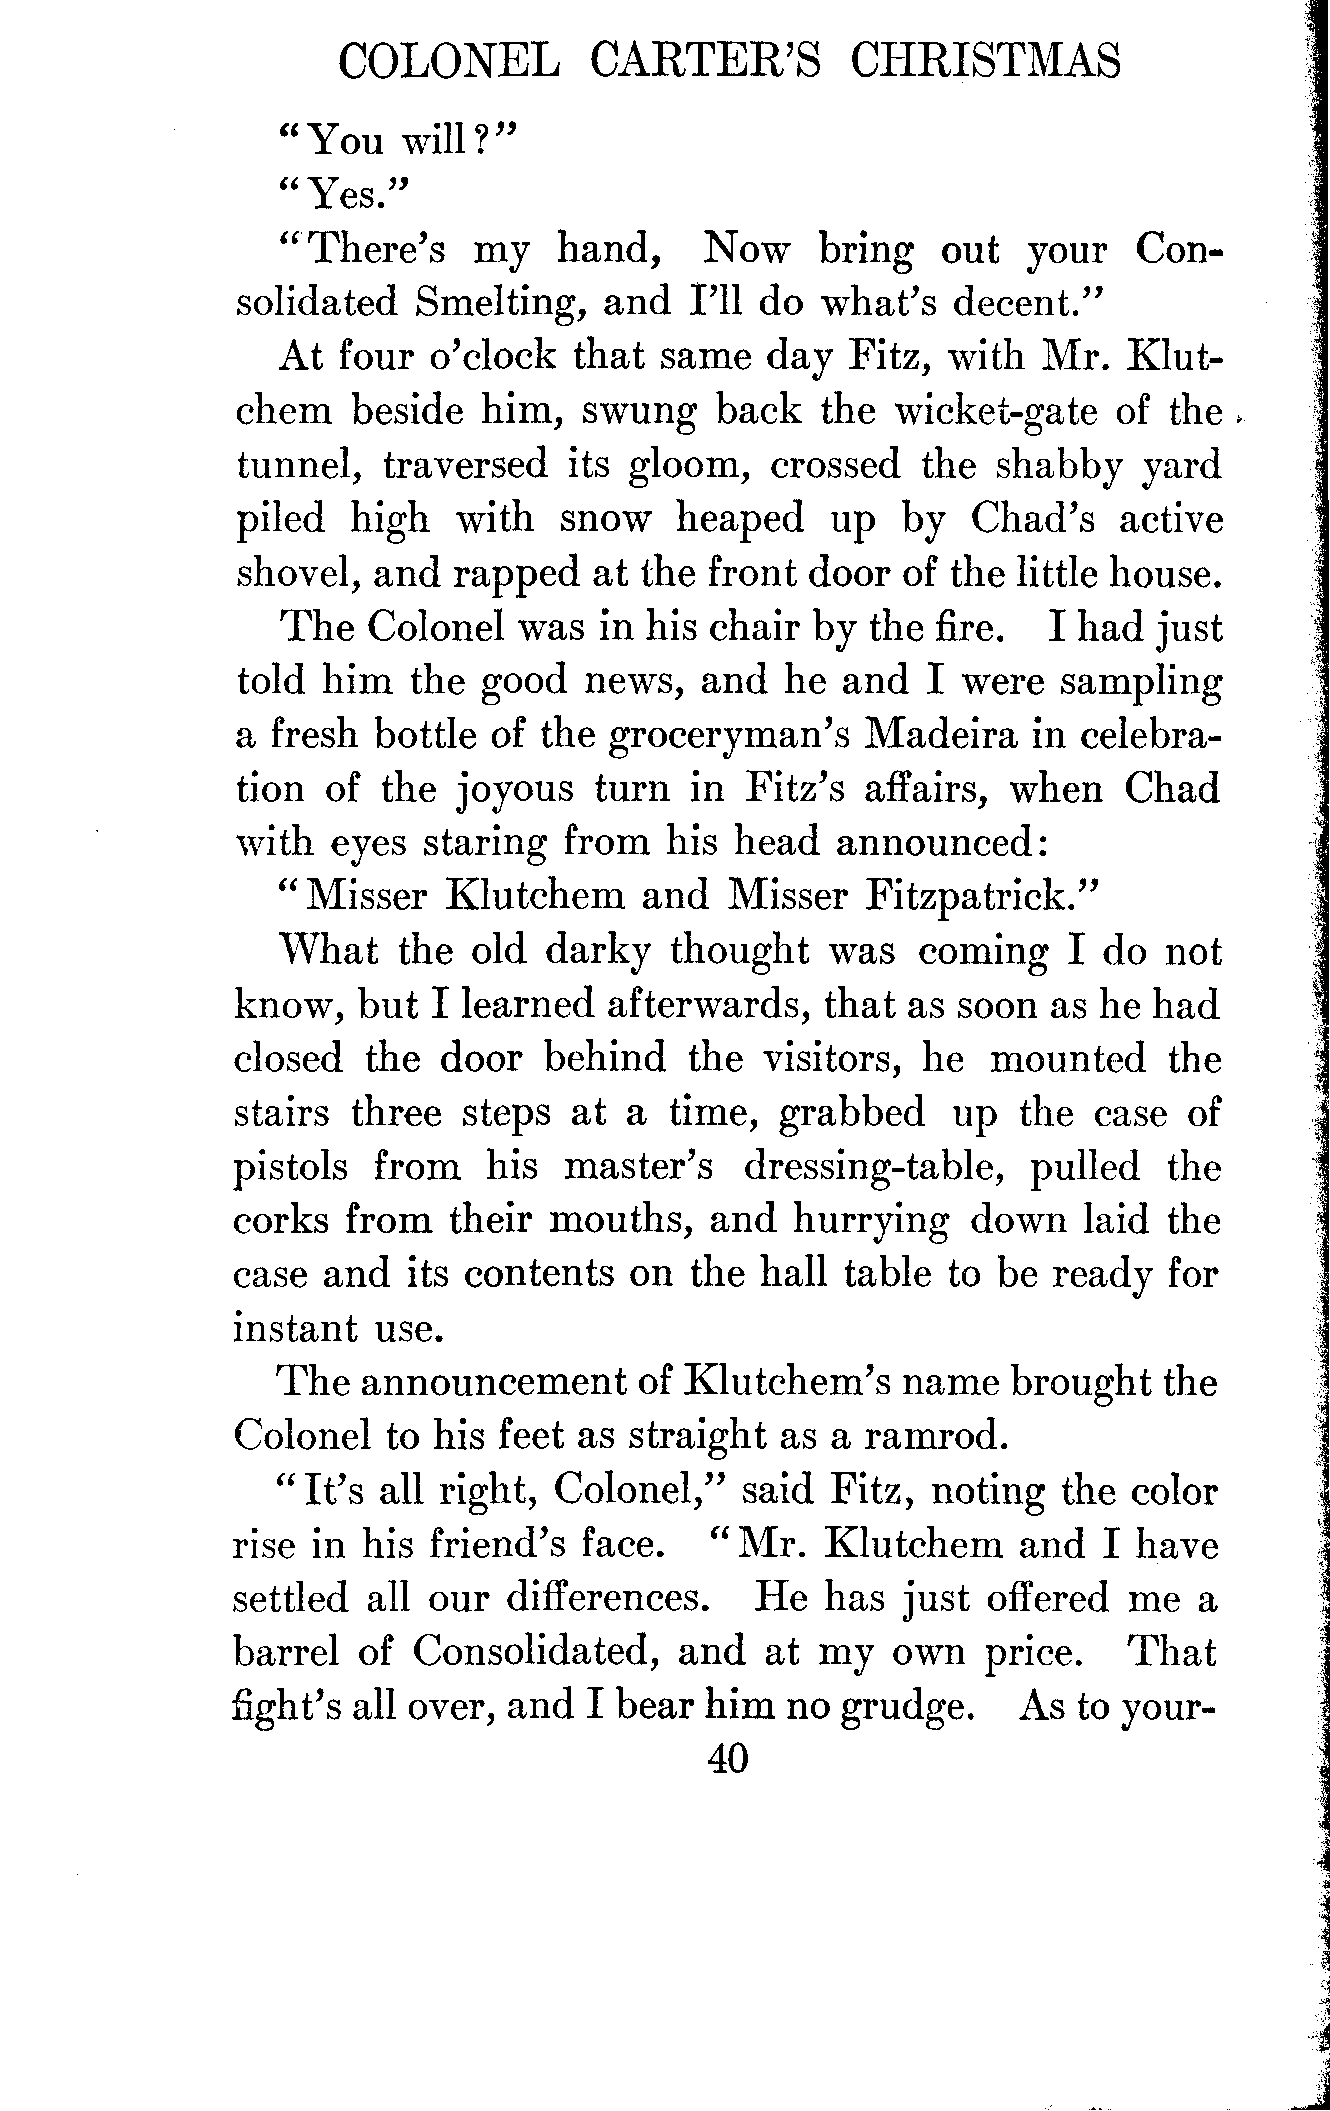 COLONEL CARTER'S CHRISTMAS
"You will?"
"Yes."
"There's my hand, Now bring out your Con-
solidated Smelting, and I'll do what's decent."
At four o'clock that same day Fitz, with Mr. Klut-
chem beside him, swung back the wicket-gate of the
tunnel, traversed its gloom, crossed the shabby yard
piled high with snow heaped up by Chad's active
shovel, and rapped at the front door of the little house.
The Colonel was in his chair by the fire. I had just
told him the good news, and he and I were sampling
a fresh bottle of the groceryman's Madeira in celebra-
tion of the joyous turn in Fitz's affairs, when Chad
with eyes staring from his head announced:
"Misser Klutchem and Misser Fitzpatrick."
What the old darky thought was coming I do not
know, but I learned afterwards, that as soon as he had
closed the door behind the visitors, he mounted the
stairs three steps at a time, grabbed up the case of
pistols from his master's dressing-table, pulled the
corks from their mouths, and hurrying down laid the
case and its contents on the hall table to be ready for
instant use.
The announcement of Klutchem's name brought the
Colonel to his feet as straight as a ramrod.
"It's all right, Colonel," said Fitz, noting the color
rise in his friend's face. "Mr. Klutchem and I have
settled all our differences. He has just offered me a
barrel of Consolidated, and at my own price. That
fight's all over, and I bear him no grudge. As to your-
40